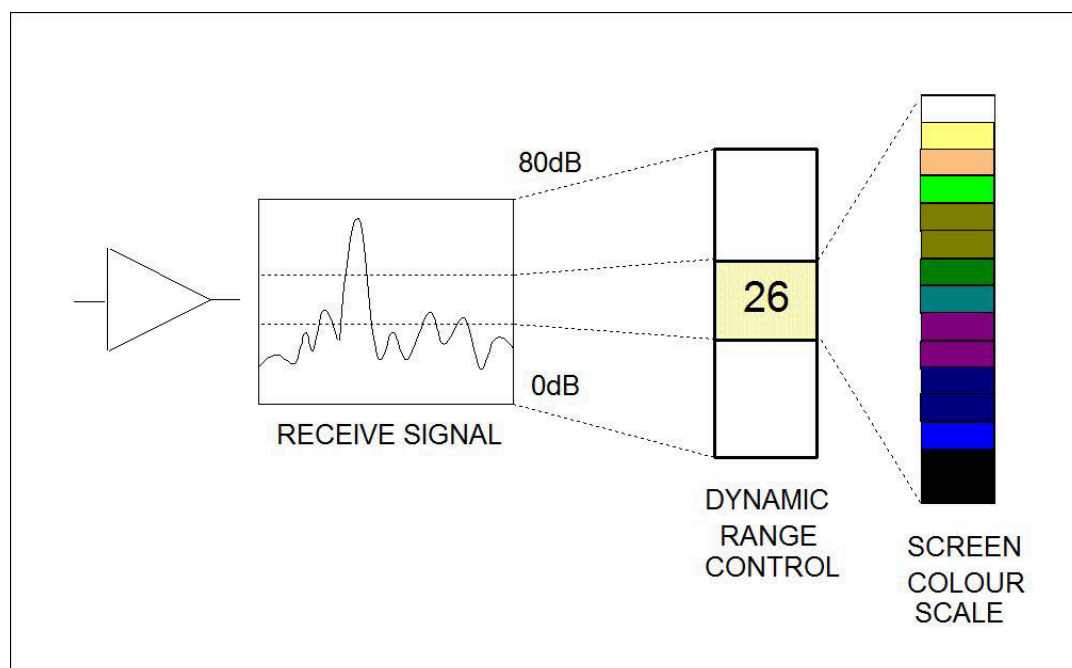 80dB
26
0dB
RECEIVE SIGNAL
DYNAMIC
RANGE
CONTROL
SCREEN
COLOUR
SCALE